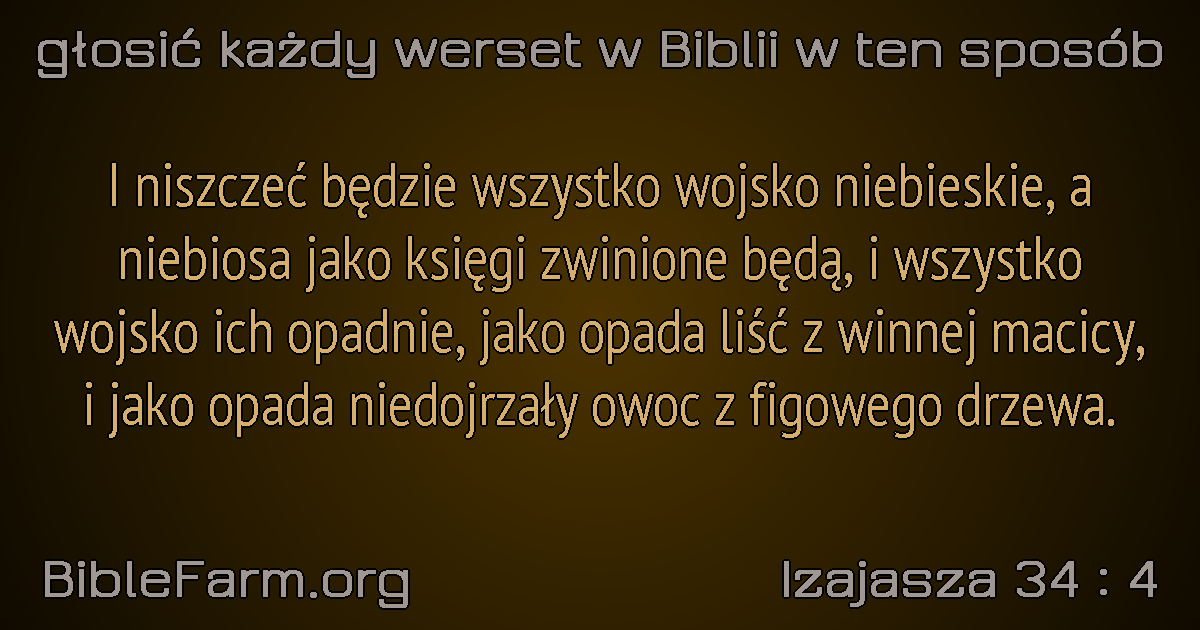 głosić każdy werset w Biblii w ten sposób
I niszczeć będzie wszystko wojsko niebieskie, a
niebiosa jako księgi zwinione będą, i wszystko
wojsko ich opadnie, jako opada liść z winnej macicy,
i jako opada niedojrzały owoc z figowego drzewa.
BibleFarm.org
Izajasza 34 : 4